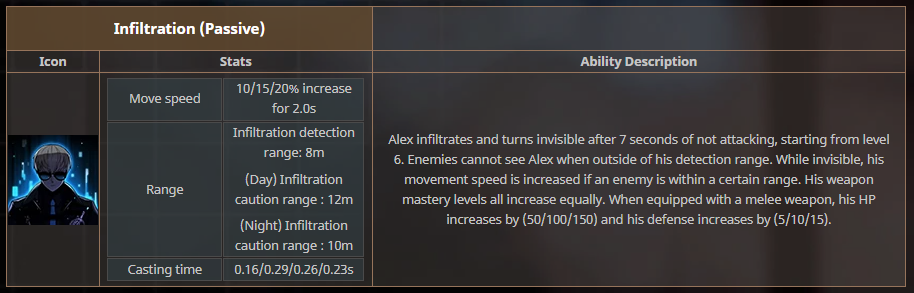 Infiltration (Passive)
Icon
Stats
Ability Description
Move speed
10/15/20% increase
for 2.0s
Range
Infiltration detection
range: 8m
(Day) Infiltration
caution range : 12m
(Night) Infiltration
caution range : 10m
Casting time
0.16/0.29/0.26/0.23s
Alex infiltrates and turns invisible after 7 seconds of not attacking, starting from level
6. Enemies cannot see Alex when outside of his detection range. While invisible, his
movement speed is increased if an enemy is within a certain range. His weapon
mastery levels all increase equally. When equipped with a melee weapon, his HP
increases by (50/100/150) and his defense increases by (5/10/15).